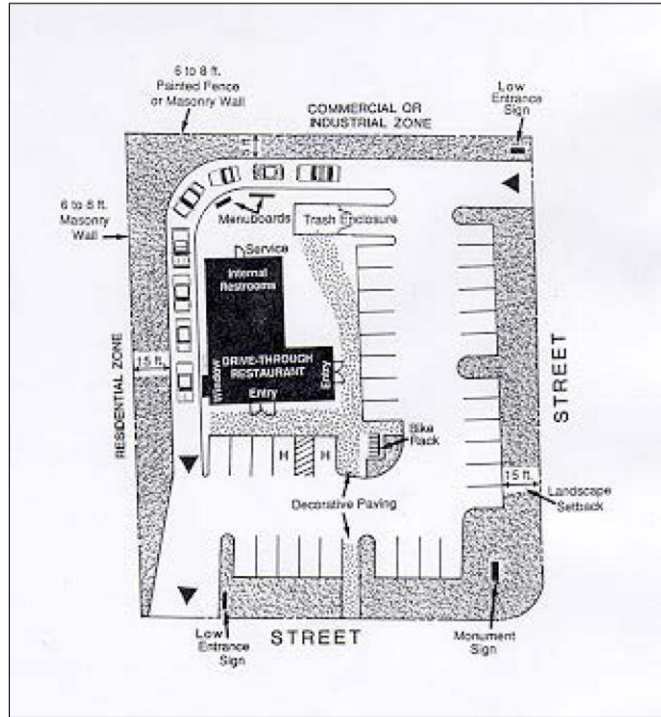 6 to 8 ft.
Painted Fence
or Masonry Wall
COMMERCIAL OR
INDUSTRIAL ZONE
Low
Entrance
Sign
6 to 8 ft.
Masonry
Wall
Menuboards
Trash Enclosure
Service
Internal
Restrooms
RESIDENTIAL ZONE
15 ft.
Window
DRIVE-THROUGH
RESTAURANT
Entry
Entry
STREET
Bike
Rack
H
H
15 ft.
Landscape
Setback
Decorative Paving
Low
Entrance
Sign
STREET
Monument
Sign